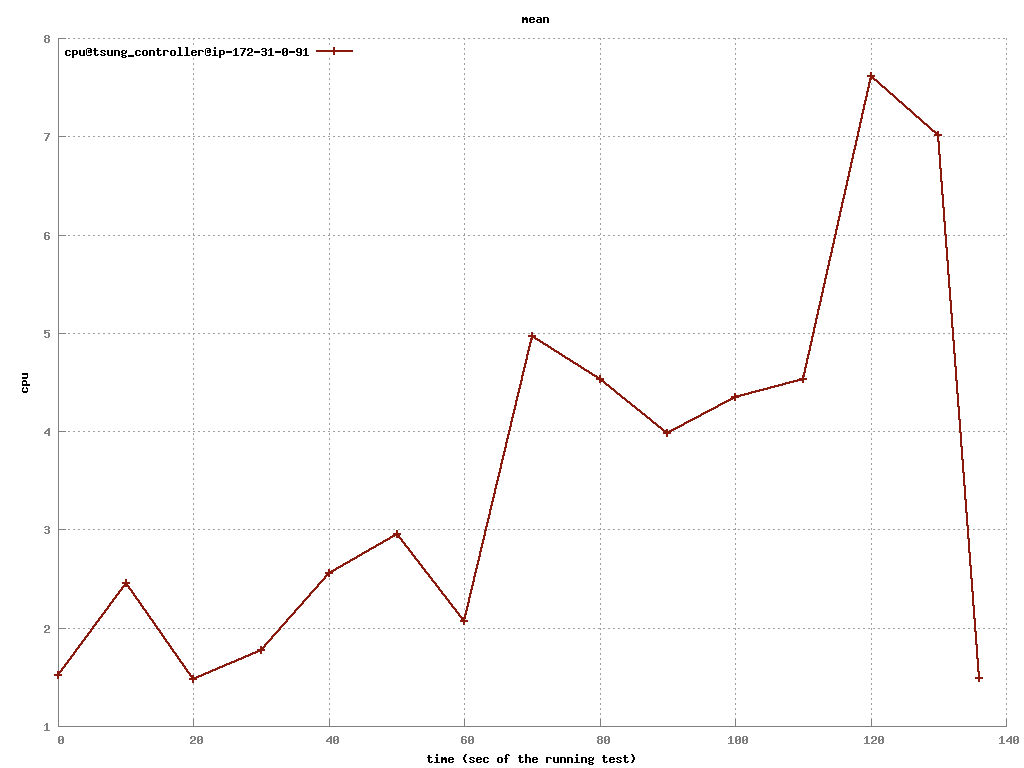 mean
cpu@tsung_controller@ip-172-31-0-91
8
7
6
5
4
3
2
1
cpu
0 20 40 60 80 100 120 140
time (sec of the running test)